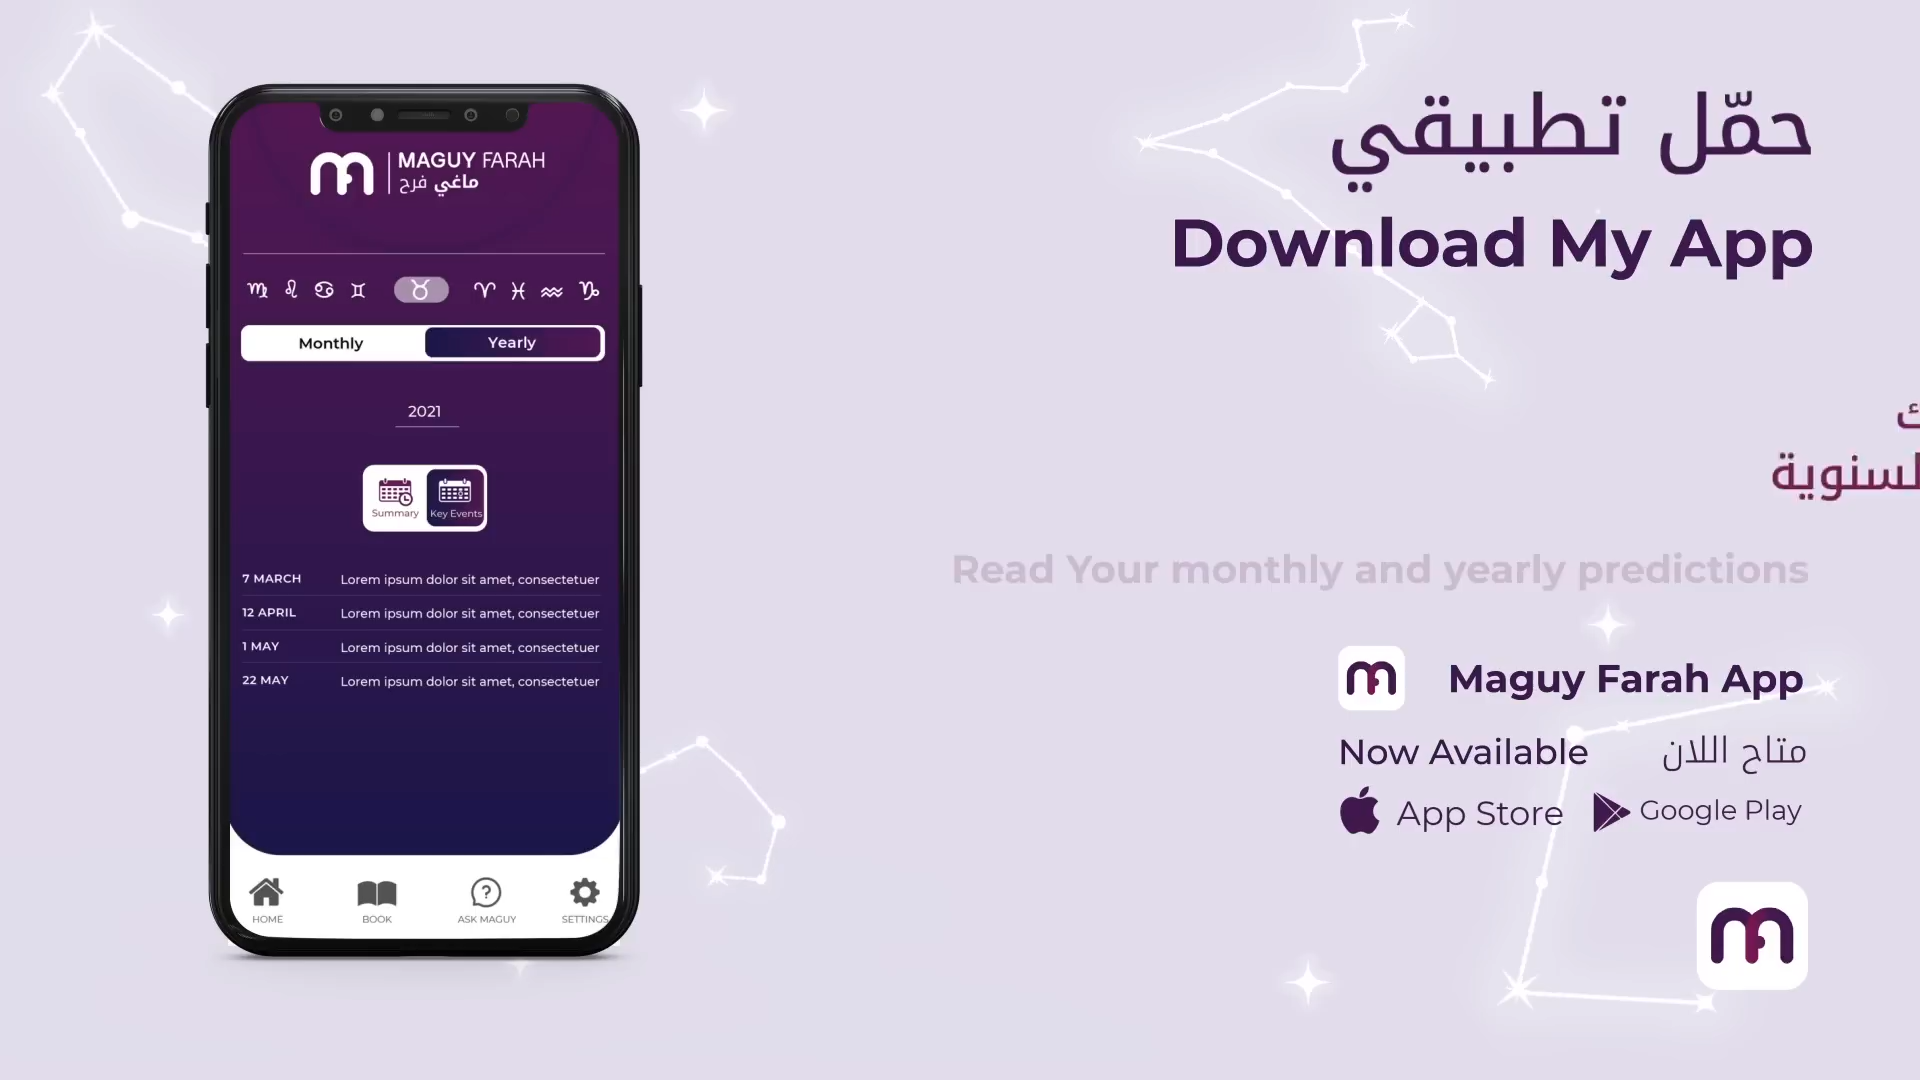 MAGUY FARAH
ماغي فرح
Monthly
Yearly
2021
Summary
Key Events
7 MARCH Lorem ipsum dolor sit amet, consectetuer
12 APRIL Lorem ipsum dolor sit amet, consectetuer
1 MAY Lorem ipsum dolor sit amet, consectetuer
22 MAY Lorem ipsum dolor sit amet, consectetuer
HOME
BOOK
ASK MAGUY
SETTINGS
حمّل تطبيقي
Download My App
Read Your monthly and yearly predictions
Maguy Farah App
Now Available
متاح اللان
App Store
Google Play